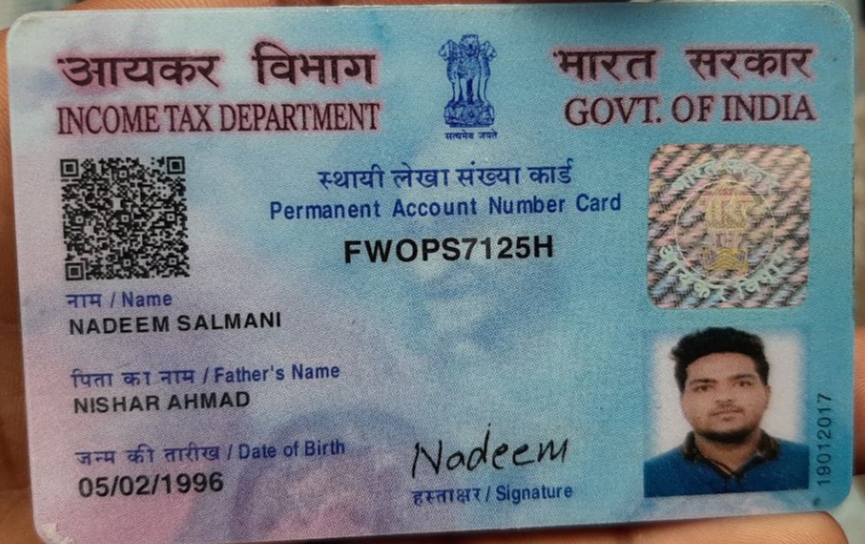 आयकर विभाग
INCOME TAX DEPARTMENT
सत्यमेव जयते
भारत सरकार
GOVT. OF INDIA
स्थायी लेखा संख्या कार्ड
Permanent Account Number Card
FWOPS7125H
नाम / Name
NADEEM SALMANI
पिता का नाम / Father's Name
NISHAR AHMAD
जन्म की तारीख / Date of Birth
05/02/1996
Nadeem
हस्ताक्षर / Signature
19012017